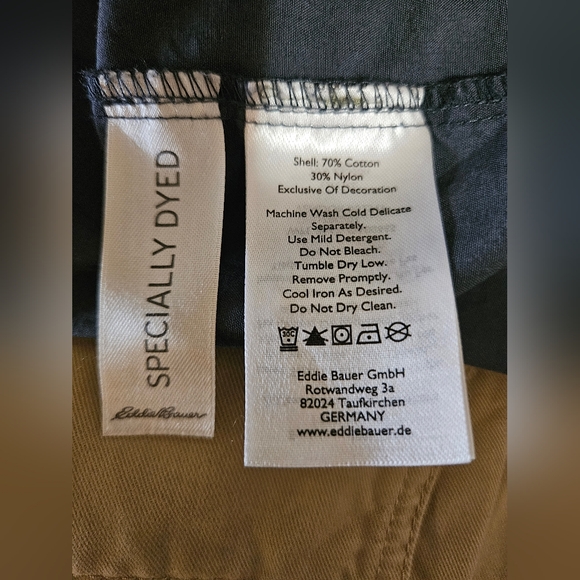 SPECIALLY DYED
Eddie Bauer
Shell: 70% Cotton
30% Nylon
Exclusive Of Decoration
Machine Wash Cold Delicate
Separately.
Use Mild Detergent.
Do Not Bleach.
Tumble Dry Low.
Remove Promptly.
Cool Iron As Desired.
Do Not Dry Clean.
30C
Eddie Bauer GmbH
Rotwandweg 3a
82024 Taufkirchen
GERMANY
www.eddiebauer.de